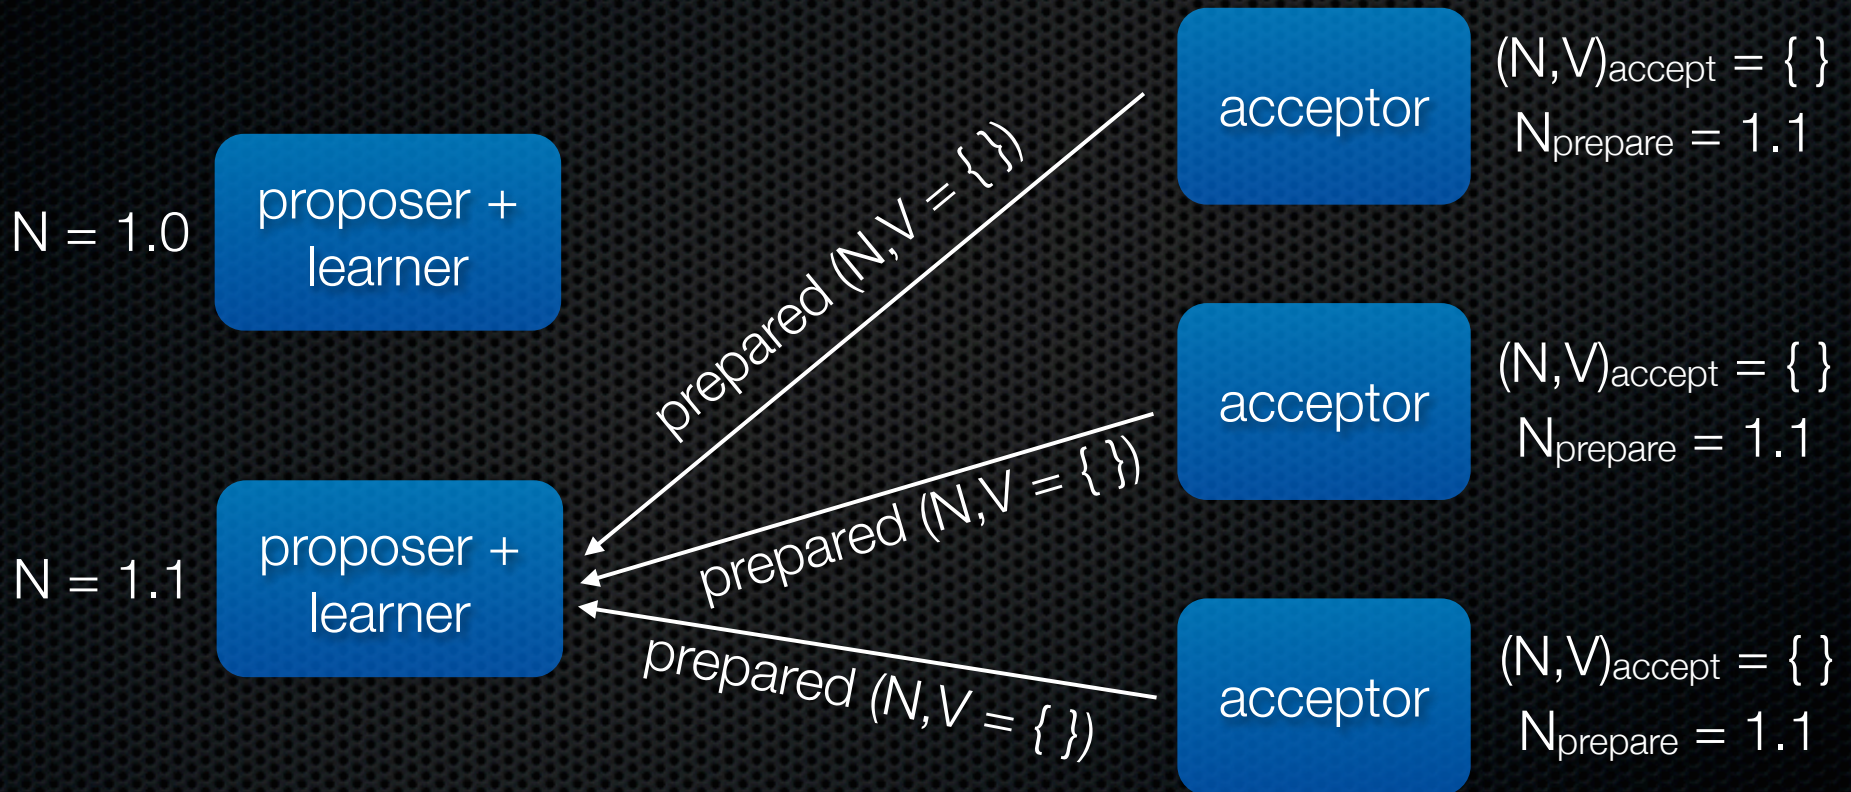 N = 1.0
proposer +
learner
N = 1.1
proposer +
learner
prepared (N,V = { })
prepared (N,V = { })
prepared (N,V = { })
acceptor
(N,V)accept = { }
Nprepare = 1.1
acceptor
(N,V)accept = { }
Nprepare = 1.1
acceptor
(N,V)accept = { }
Nprepare = 1.1